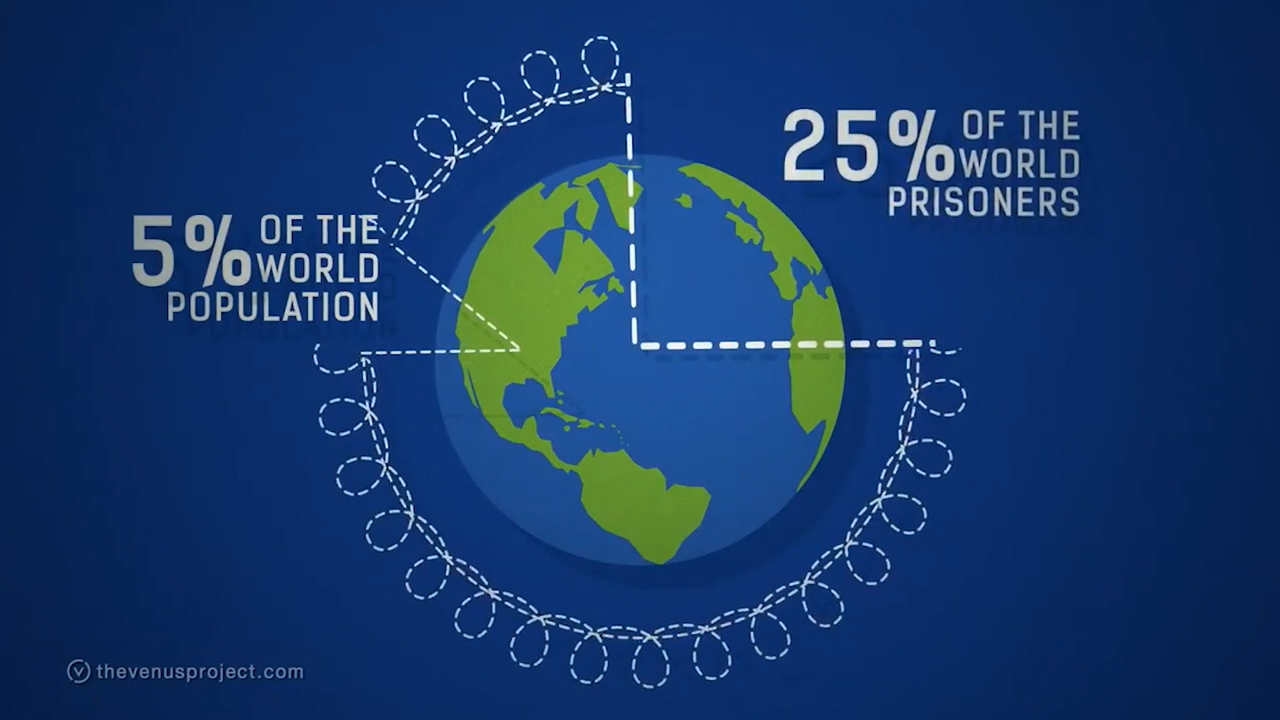 25% OF THE
WORLD
PRISONERS
5% OF THE
WORLD
POPULATION
thevenusproject.com